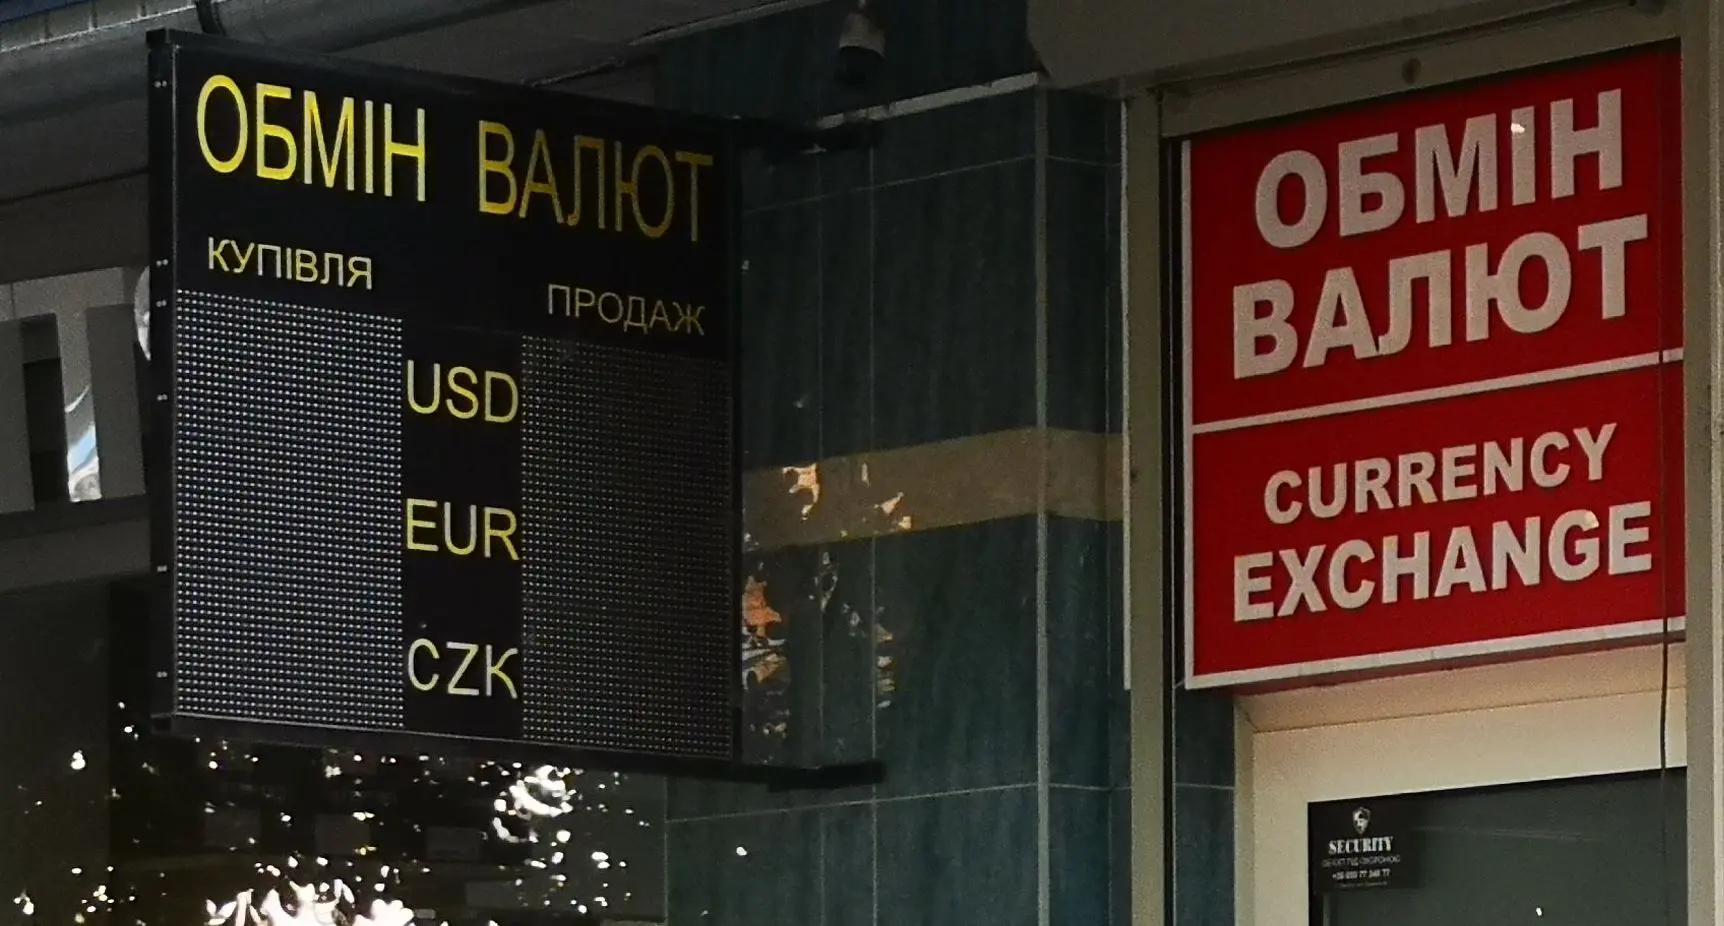 ОБМІН ВАЛЮТ
КУПІВЛЯ
ПРОДАЖ
USD
EUR
CZK
ОБМІН
ВАЛЮТ
CURRENCY
EXCHANGE
SECURITY